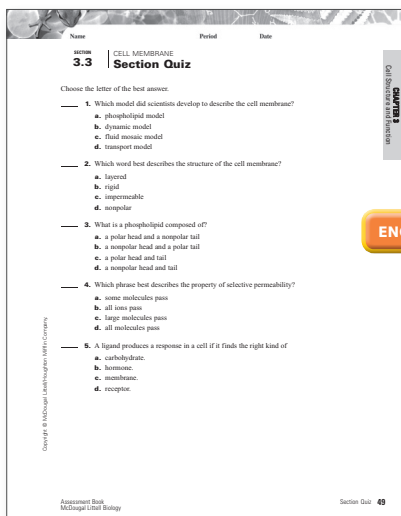 Name Period Date
SECTION
3.3
CELL MEMBRANE
Section Quiz
CHAPTER 3
Cell Structure and Function
Choose the letter of the best answer.
1. Which model did scientists develop to describe the cell membrane?
a. phospholipid model
b. dynamic model
c. fluid mosaic model
d. transport model
2. Which word best describes the structure of the cell membrane?
a. layered
b. rigid
c. impermeable
d. nonpolar
3. What is a phospholipid composed of?
a. a polar head and a nonpolar tail
b. a nonpolar head and a polar tail
c. a polar head and tail
d. a nonpolar head and tail
ENG
4. Which phrase best describes the property of selective permeability?
a. some molecules pass
b. all ions pass
c. large molecules pass
d. all molecules pass
5. A ligand produces a response in a cell if it finds the right kind of
a. carbohydrate.
b. hormone.
c. membrane.
d. receptor.
Copyright © McDougal Littell/Houghton Mifflin Company
Assessment Book
McDougal Littell Biology
Section Quiz 49